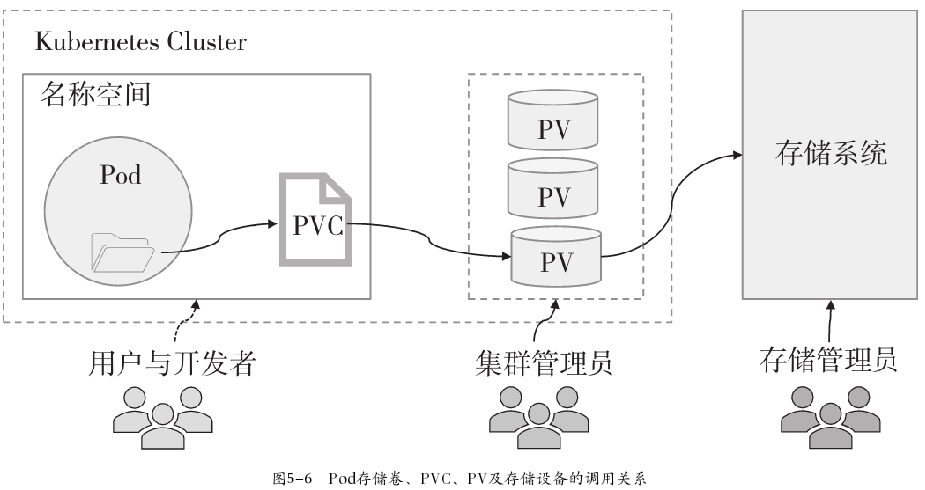 Kubernetes Cluster
名称空间
Pod
PVC
PV
PV
PV
存储系统
用户与开发者
集群管理员
存储管理员
图5-6 Pod存储卷、PVC、PV及存储设备的调用关系